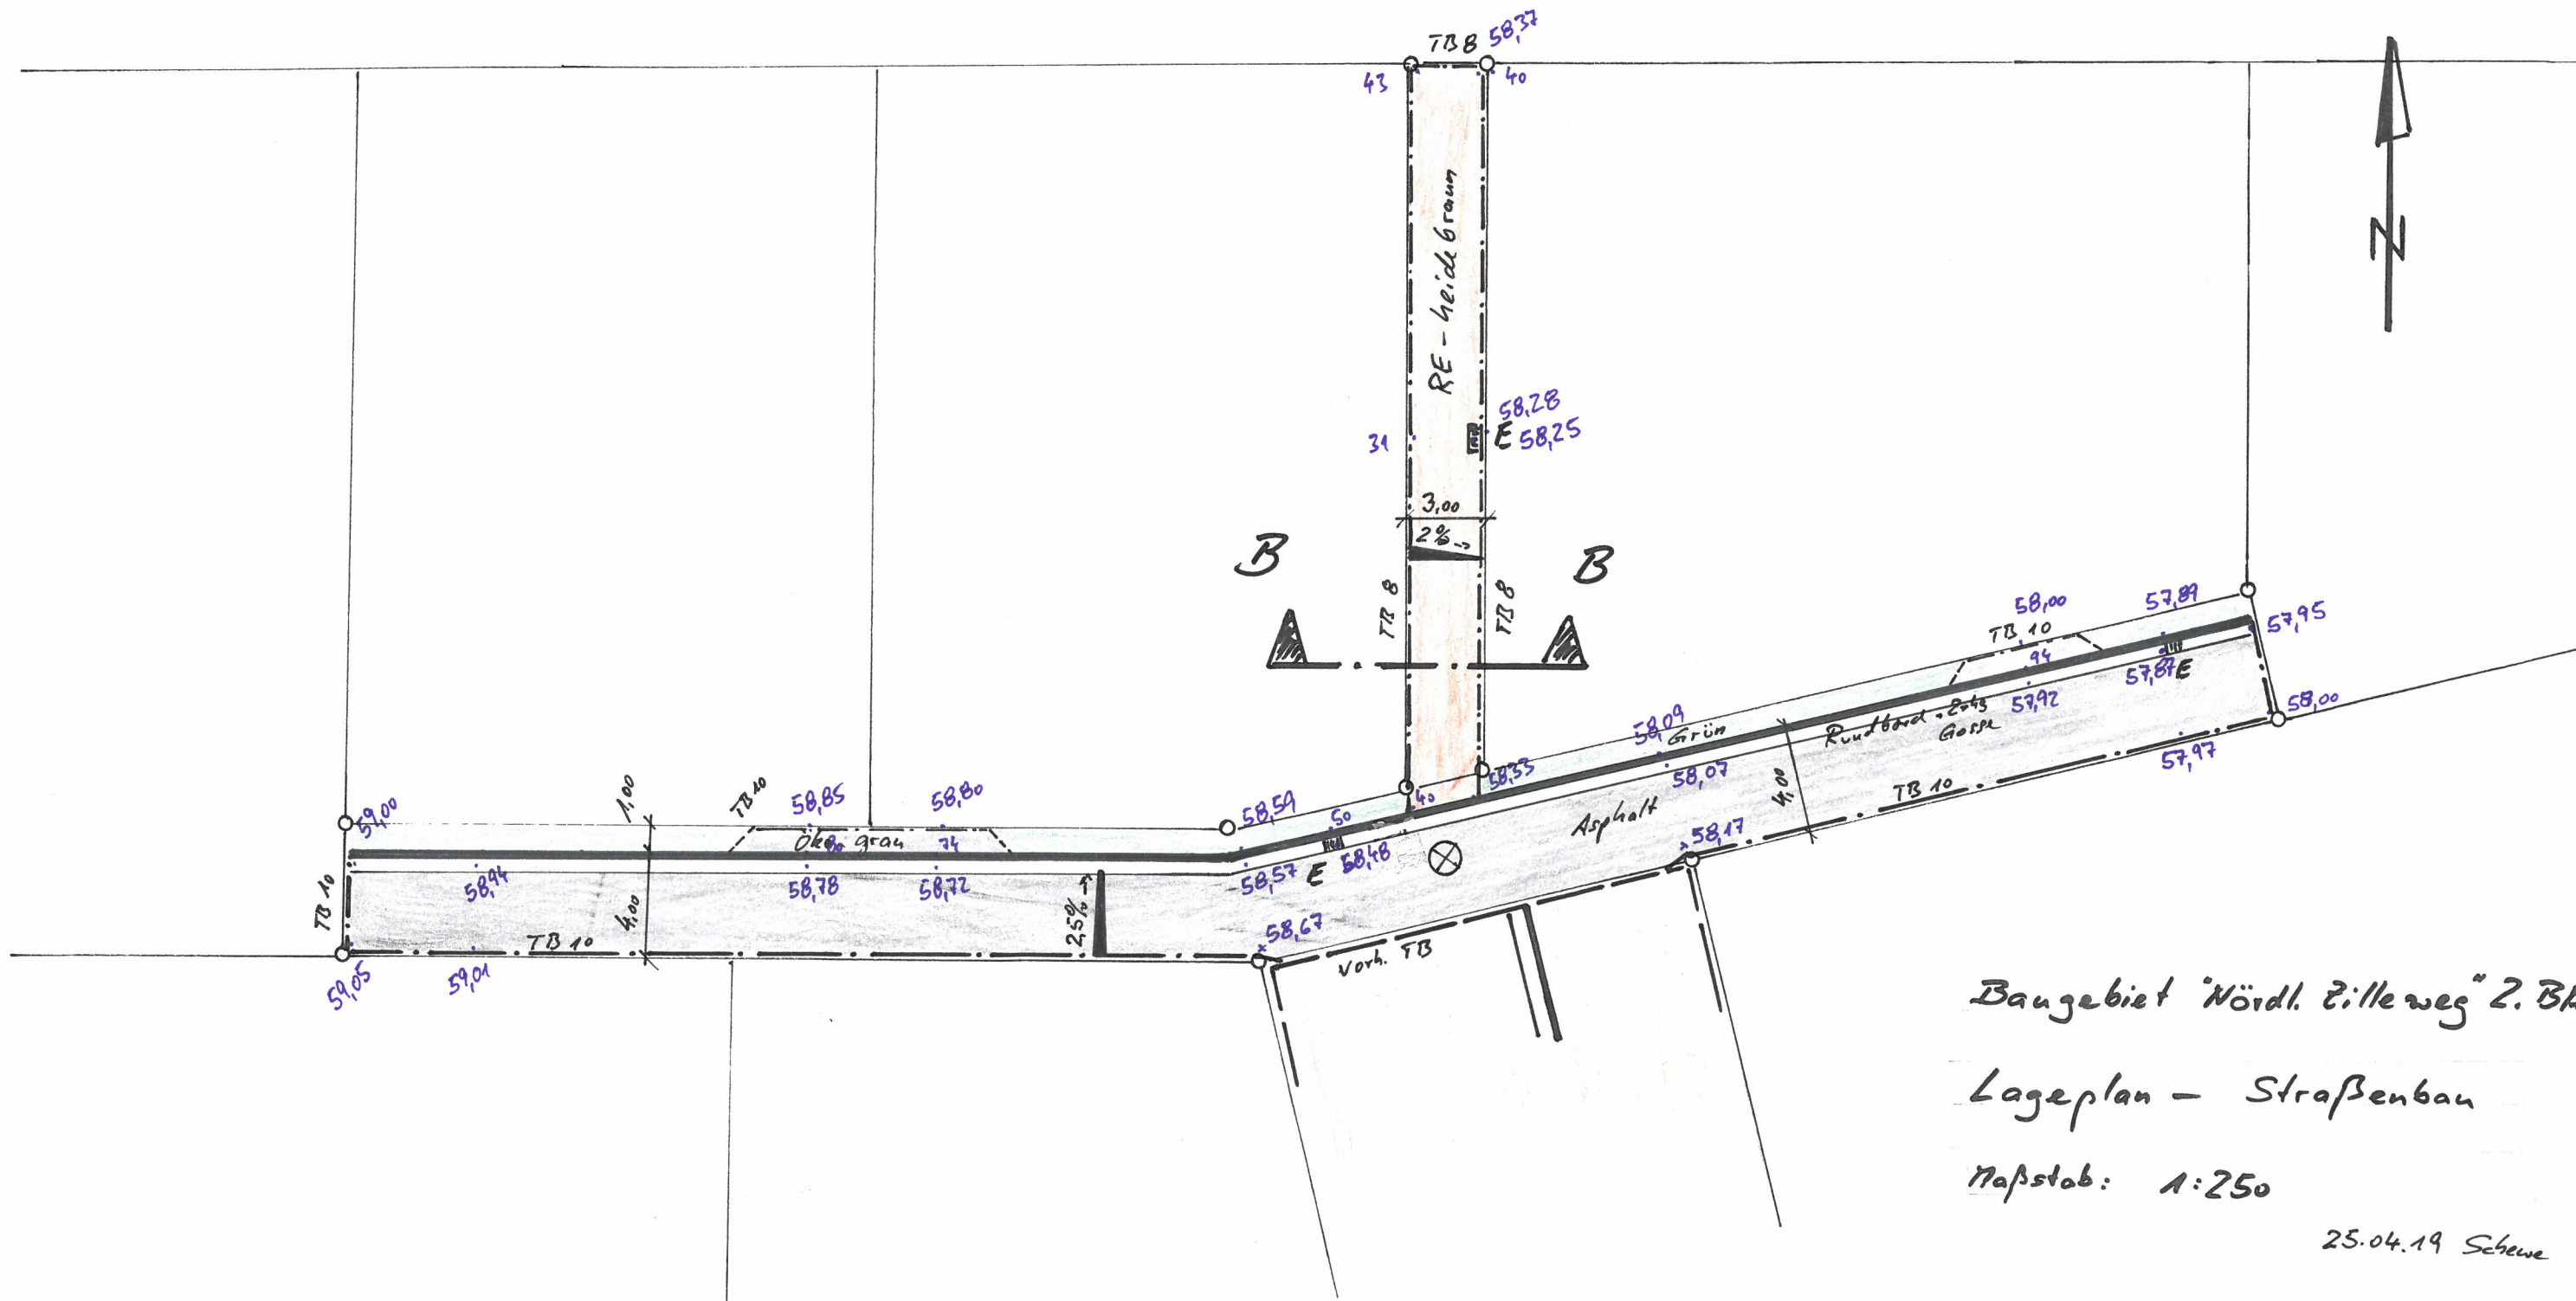 TB 8
58,37
43
40
N
RE - heidebraun
31
58,28
E 58,25
3,00
2%
B
B
TB 8
TB 8
58,00
57,89
57,95
TB 10
94
57,87 E
57,92
58,00
57,97
58,09
Grün
Rundbord
Gosse
58,07
4,00
TB 10
Asphalt
58,17
58,33
40
50
58,48
E
58,59
58,57
58,67
Vorh. TB
59,00
1,00
TB 10
58,85
58,80
Öko grau
80
74
58,94
58,78
58,72
TB 10
4,00
2,5%
TB 10
59,05
59,01
Baugebiet "Nördl. Zilleweg" 2. BA
Lageplan - Straßenbau
Maßstab: 1:250
25.04.19 Schewe